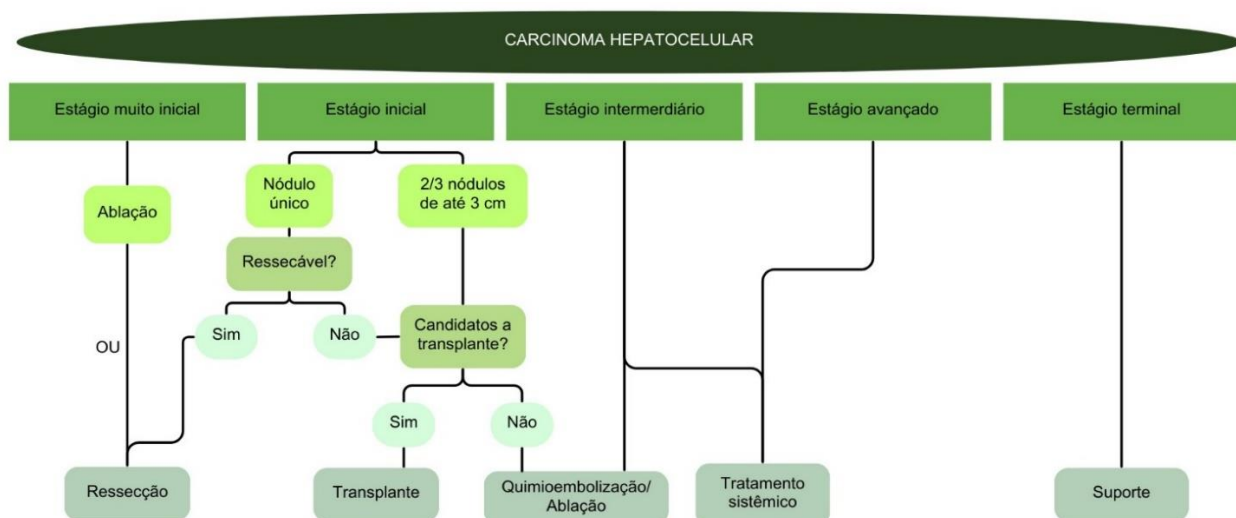 CARCINOMA HEPATOCELULAR
Estágio muito inicial
Estágio inicial
Estágio intermerdiário
Estágio avançado
Estágio terminal
Ablação
Nódulo
único
2/3 nódulos
de até 3 cm
Ressecável?
OU
Sim
Não
Candidatos a
transplante?
Sim
Não
Ressecção
Transplante
Quimioembolização/
Ablação
Tratamento
sistêmico
Suporte